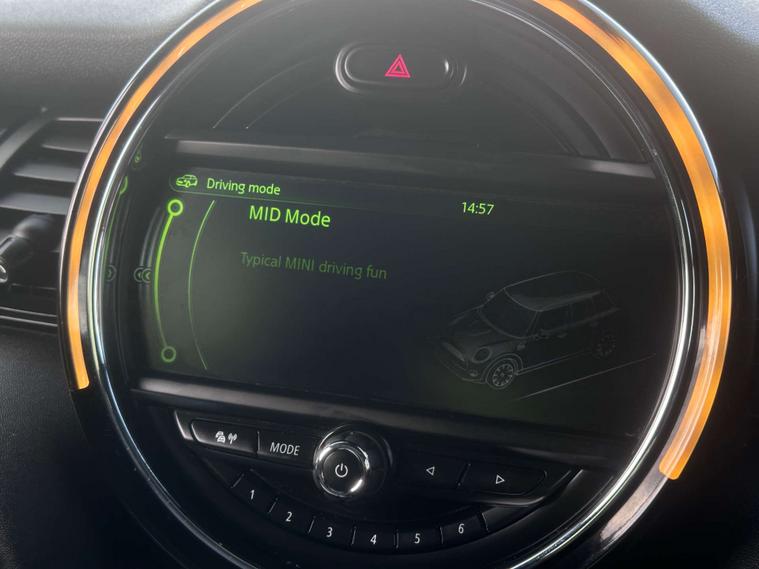 Driving mode
MID Mode
14:57
Typical MINI driving fun
MODE
1 2 3 4 5 6